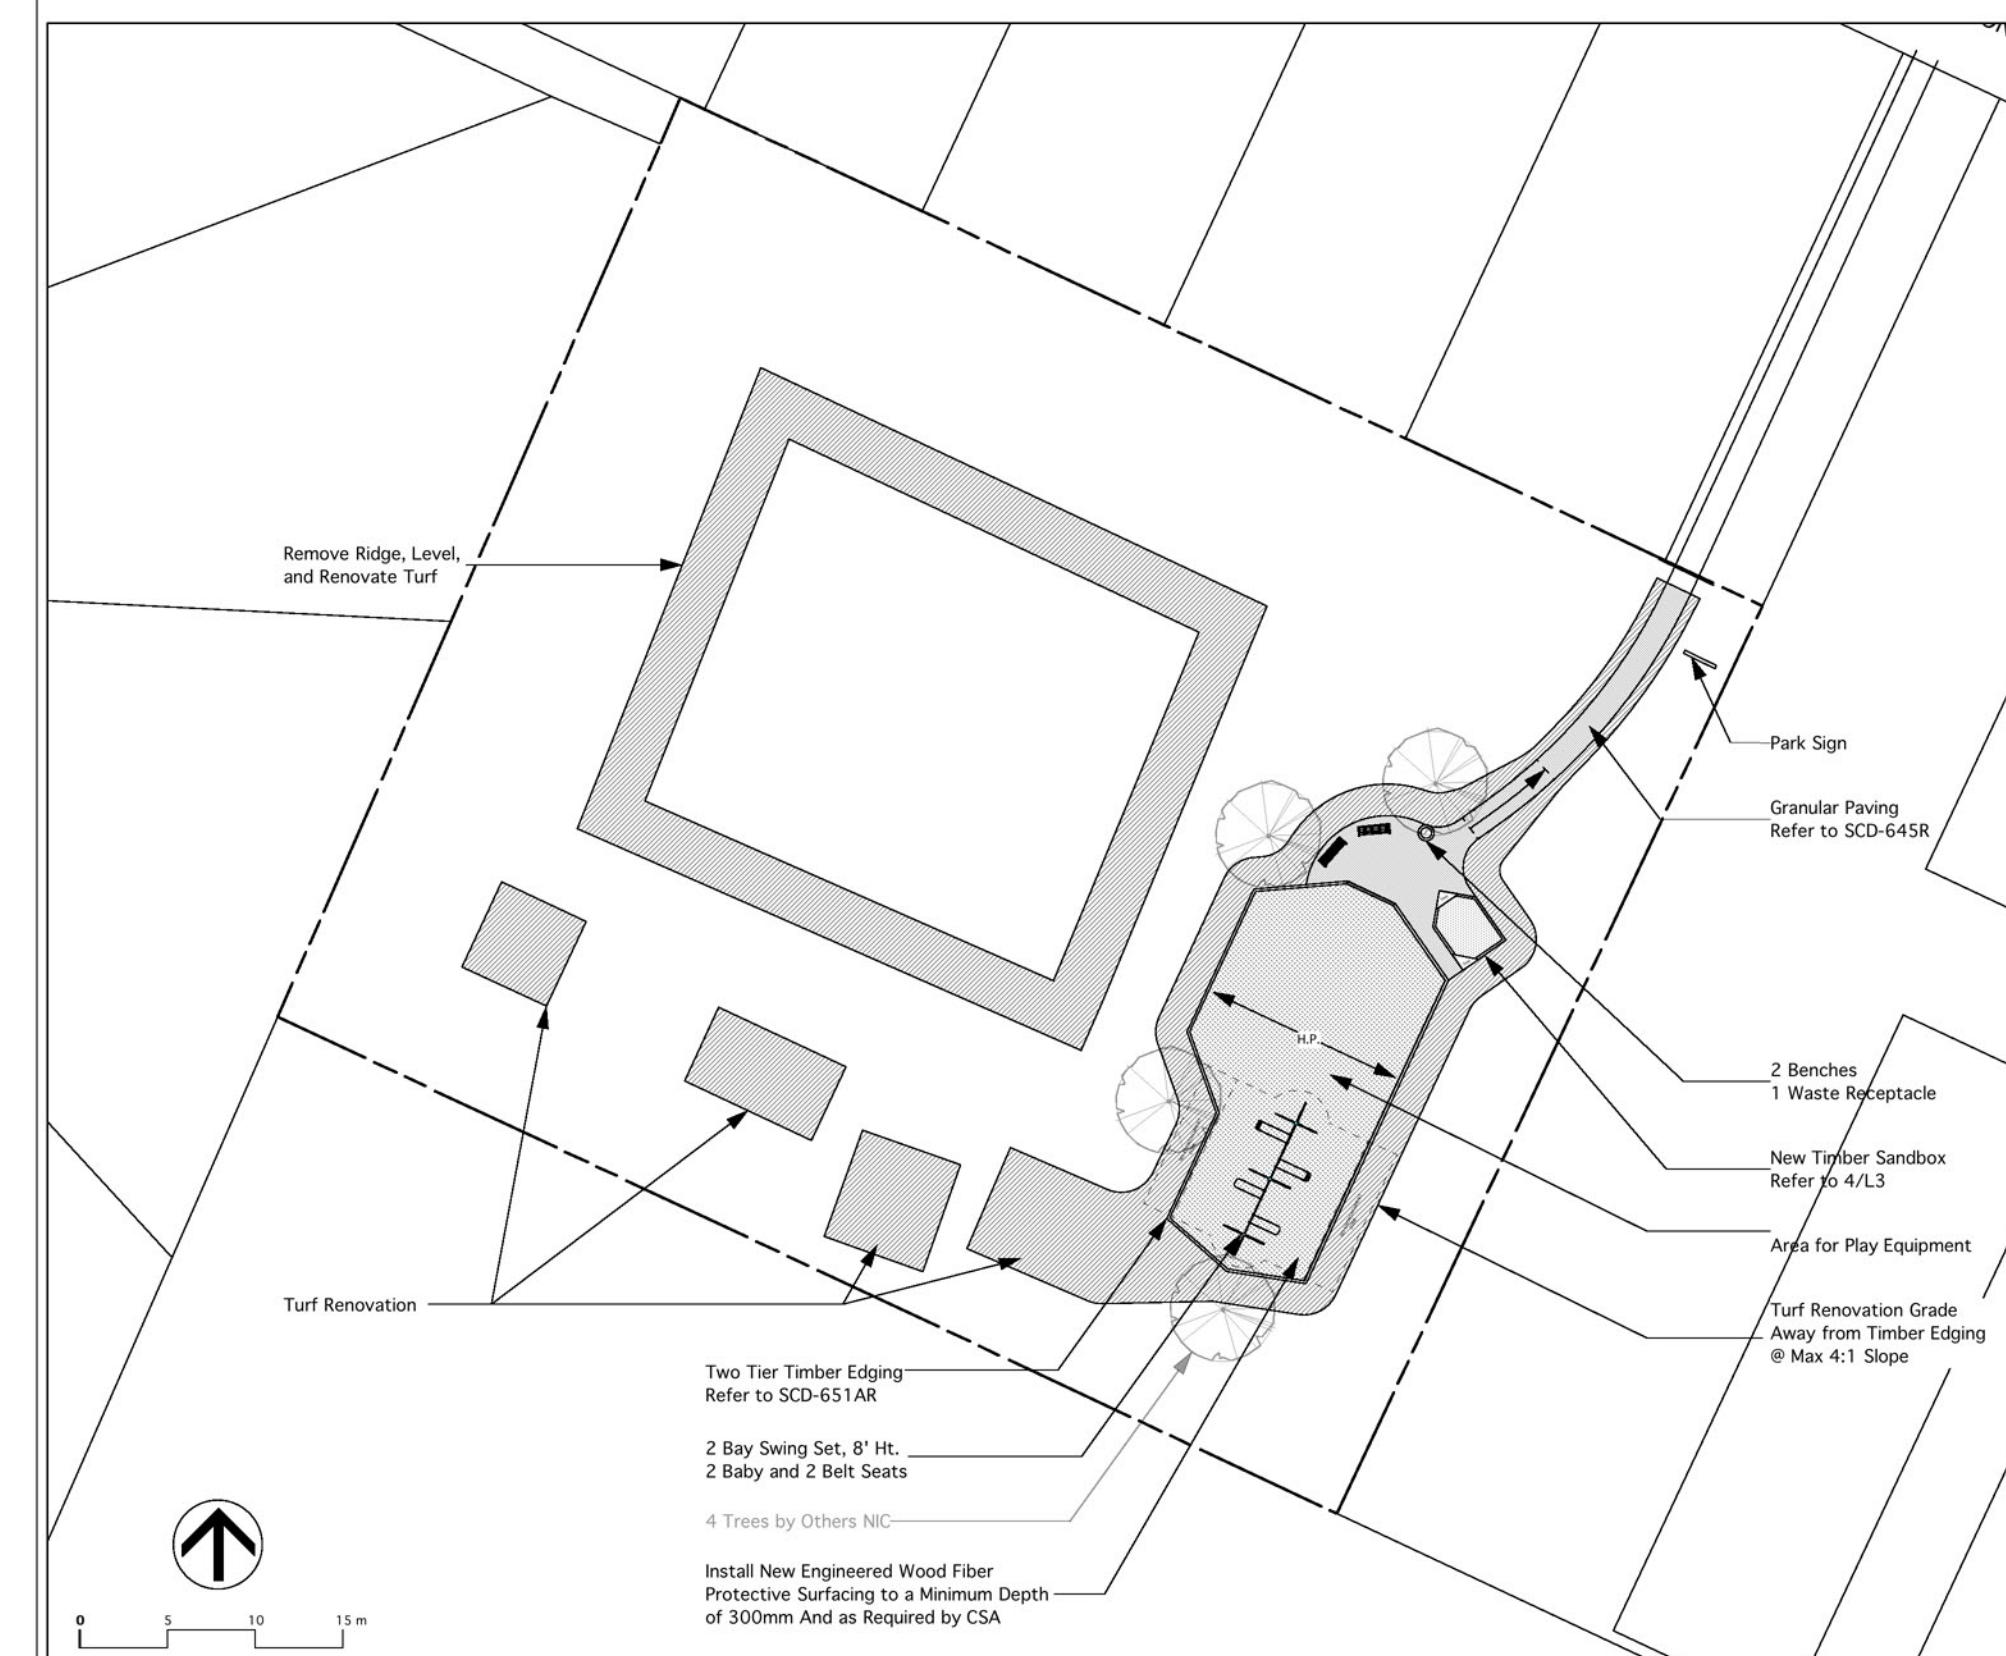 Remove Ridge, Level,
and Renovate Turf
Park Sign
Granular Paving
Refer to SCD-645R
H.P.
2 Benches
1 Waste Receptacle
New Timber Sandbox
Refer to 4/L3
Area for Play Equipment
Turf Renovation
Turf Renovation Grade
Away from Timber Edging
@ Max 4:1 Slope
Two Tier Timber Edging
Refer to SCD-651AR
2 Bay Swing Set, 8' Ht.
2 Baby and 2 Belt Seats
4 Trees by Others NIC
Install New Engineered Wood Fiber
Protective Surfacing to a Minimum Depth
of 300mm And as Required by CSA
0 5 10 15 m